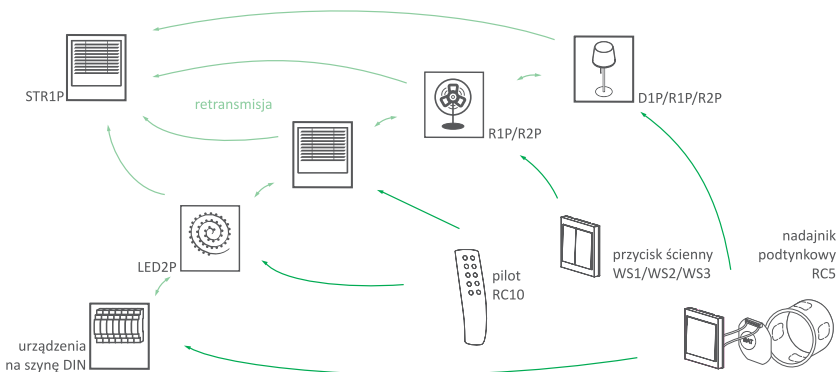 STR1P
retransmisja
R1P/R2P
D1P/R1P/R2P
LED2P
pilot
RC10
przycisk ścienny
WS1/WS2/WS3
nadajnik
podtynkowy
RC5
urządzenia
na szynę DIN